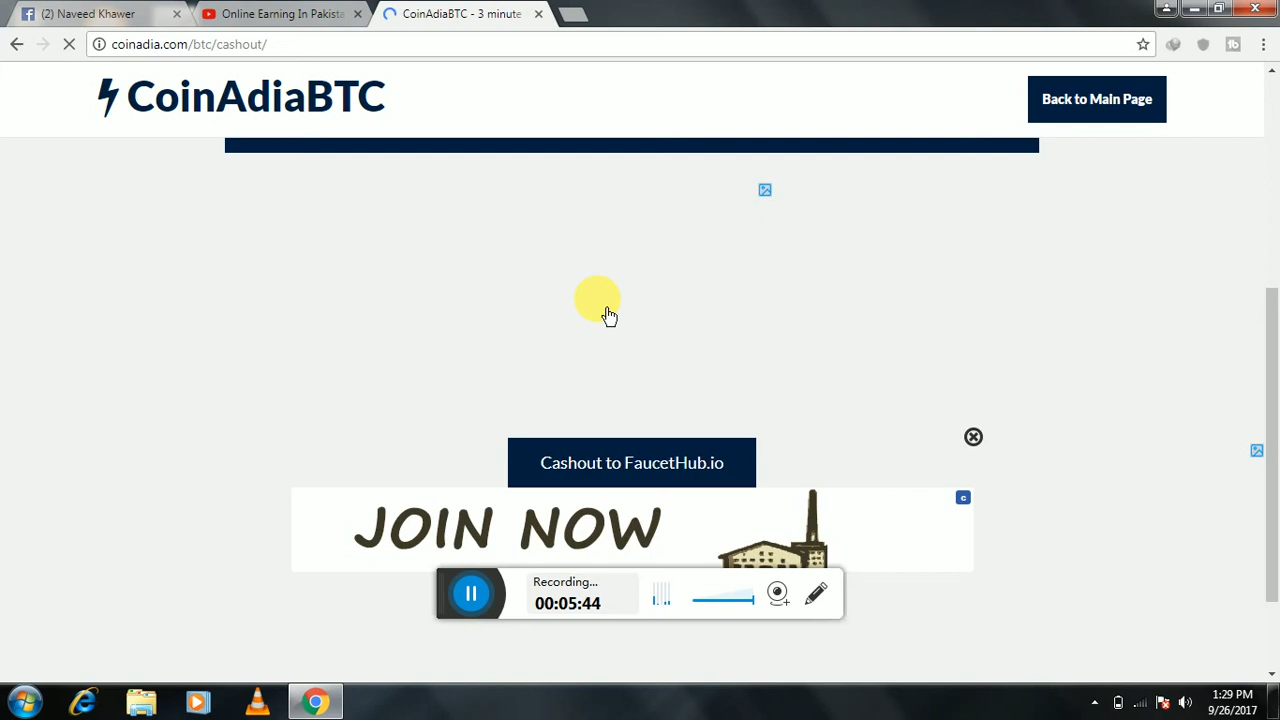 (2) Naveed Khawer
Online Earning In Pakista
CoinAdiaBTC - 3 minute
coinadia.com/btc/cashout/
CoinAdiaBTC
Back to Main Page
Cashout to FaucetHub.io
c
JOIN NOW
Recording...
00:05:44
1:29 PM
9/26/2017